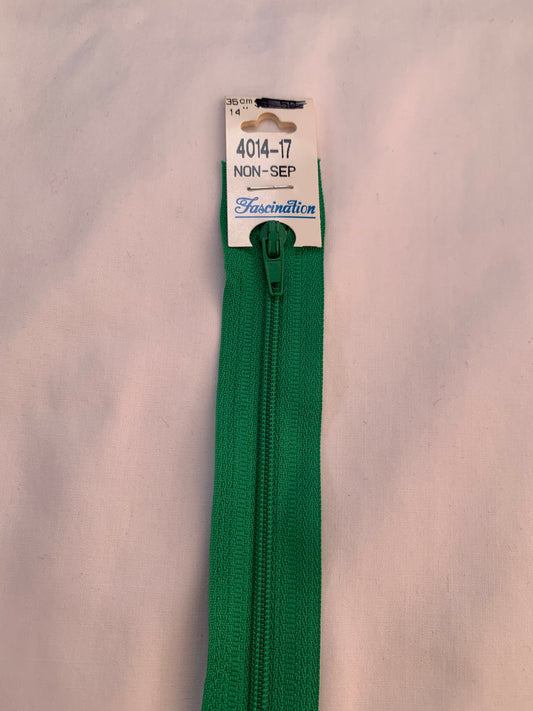 35cm
14"
4014-17
NON-SEP
Fascination